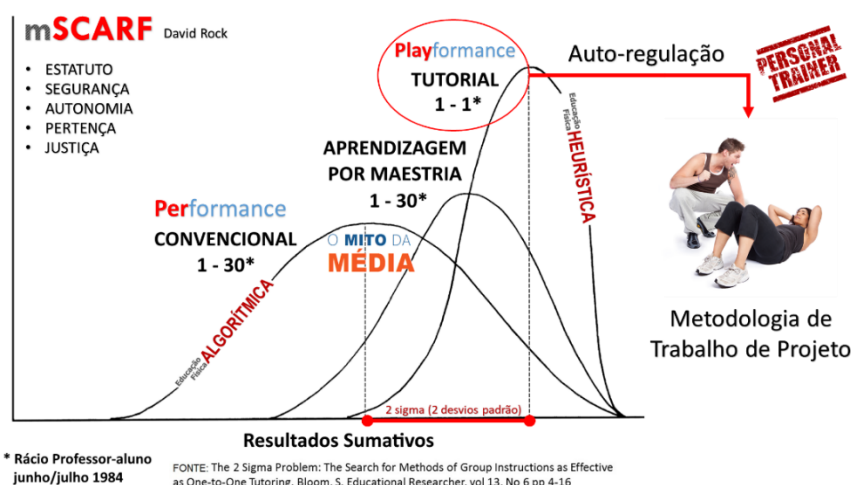 mSCARF David Rock
• ESTATUTO
• SEGURANÇA
• AUTONOMIA
• PERTENÇA
• JUSTIÇA
Playformance
TUTORIAL
1 - 1*
Auto-regulação
PERSONAL
TRAINER
Educação
Física HEURÍSTICA
APRENDIZAGEM
POR MAESTRIA
1 - 30*
Performance
CONVENCIONAL
1 - 30*
O MITO DA
MÉDIA
Educação
Física ALGORÍTMICA
Metodologia de
Trabalho de Projeto
2 sigma (2 desvios padrão)
Resultados Sumativos
* Rácio Professor-aluno
junho/julho 1984
FONTE: The 2 Sigma Problem: The Search for Methods of Group Instructions as Effective
as One-to-One Tutoring, Bloom, S. Educational Researcher, vol 13, No 6 pp 4-16